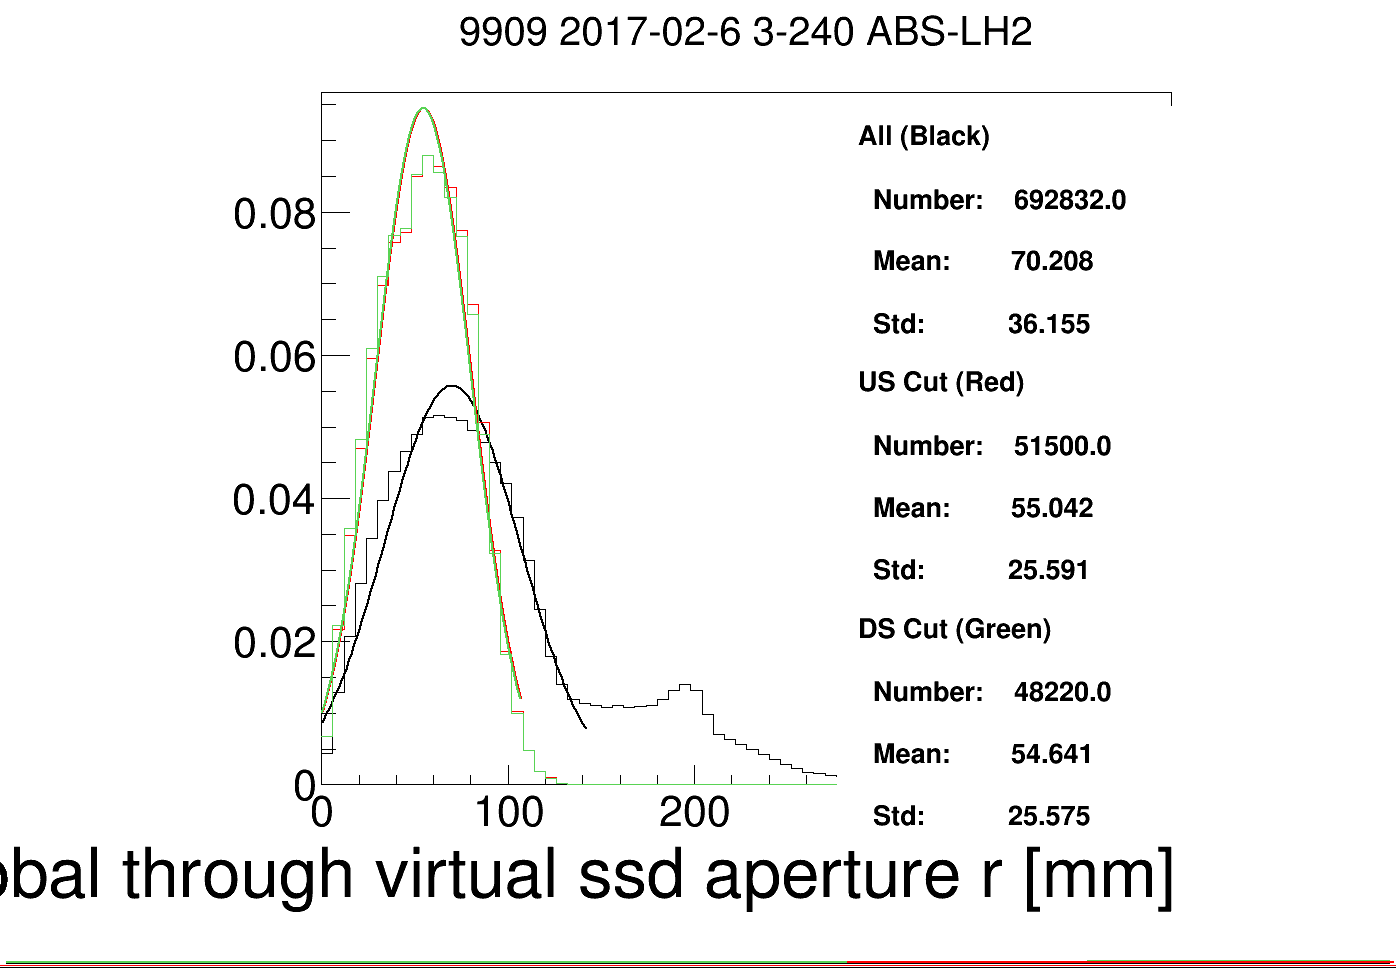 9909 2017-02-6 3-240 ABS-LH2
All (Black)
Number: 692832.0
Mean: 70.208
Std: 36.155
US Cut (Red)
Number: 51500.0
Mean: 55.042
Std: 25.591
DS Cut (Green)
Number: 48220.0
Mean: 54.641
Std: 25.575
0.08
0.06
0.04
0.02
0
0 100 200
obal through virtual ssd aperture r [mm]